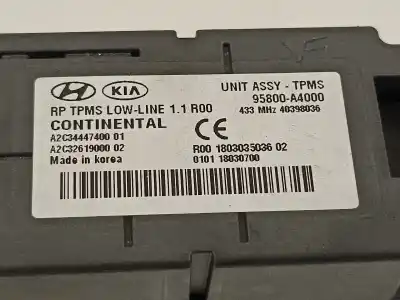 KIA UNIT ASSY - TPMS
RP TPMS LOW-LINE 1.1 R00 95800-A4000
CONTINENTAL 433 MHz 40398036
A2C34447400 01 CE
A2C32619000 02 R00 1803035036 02
Made in korea 0101 18030700